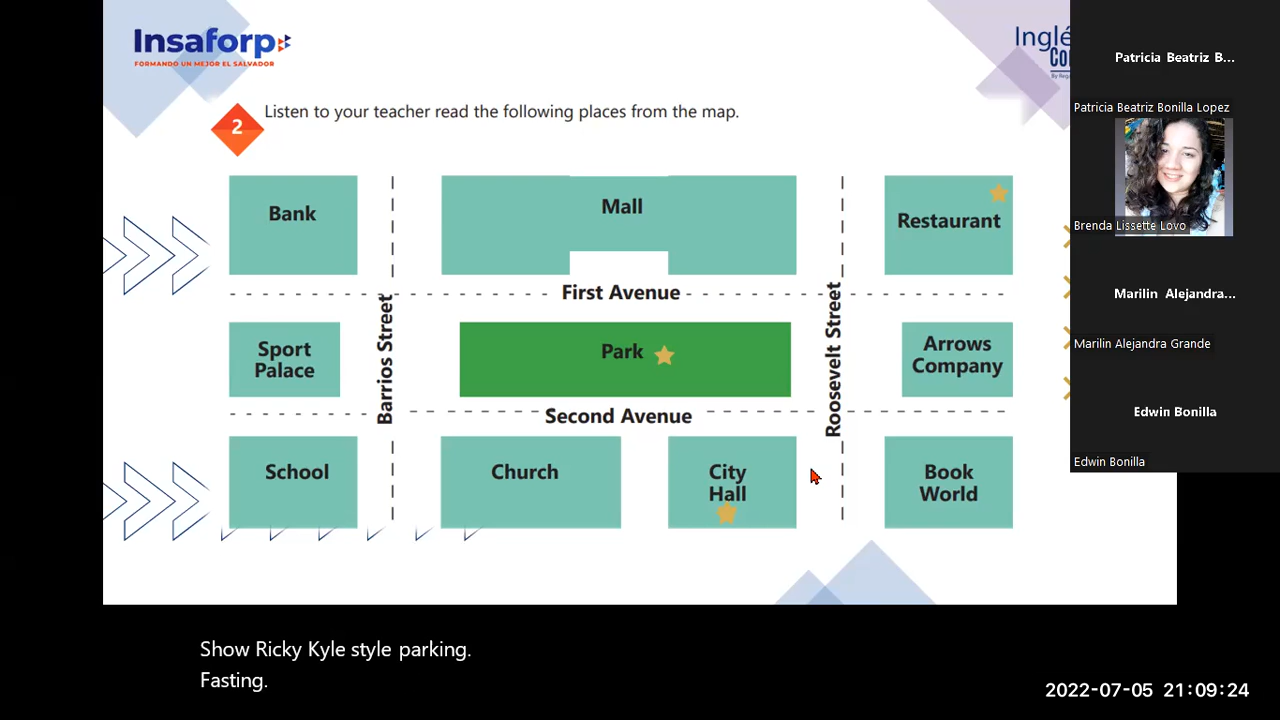 Insaforp
FORMANDO UN MEJOR EL SALVADOR
Inglé
2
Listen to your teacher read the following places from the map.
Bank
Mall
Restaurant
First Avenue
Barrios Street
Roosevelt Street
Sport
Palace
Park
Arrows
Company
Second Avenue
School
Church
City
Hall
Book
World
Patricia Beatriz B...
Patricia Beatriz Bonilla Lopez
Brenda Lissette Lovo
Marilin Alejandra...
Marilin Alejandra Grande
Edwin Bonilla
Edwin Bonilla
Show Ricky Kyle style parking.
Fasting.
2022-07-05 21:09:24